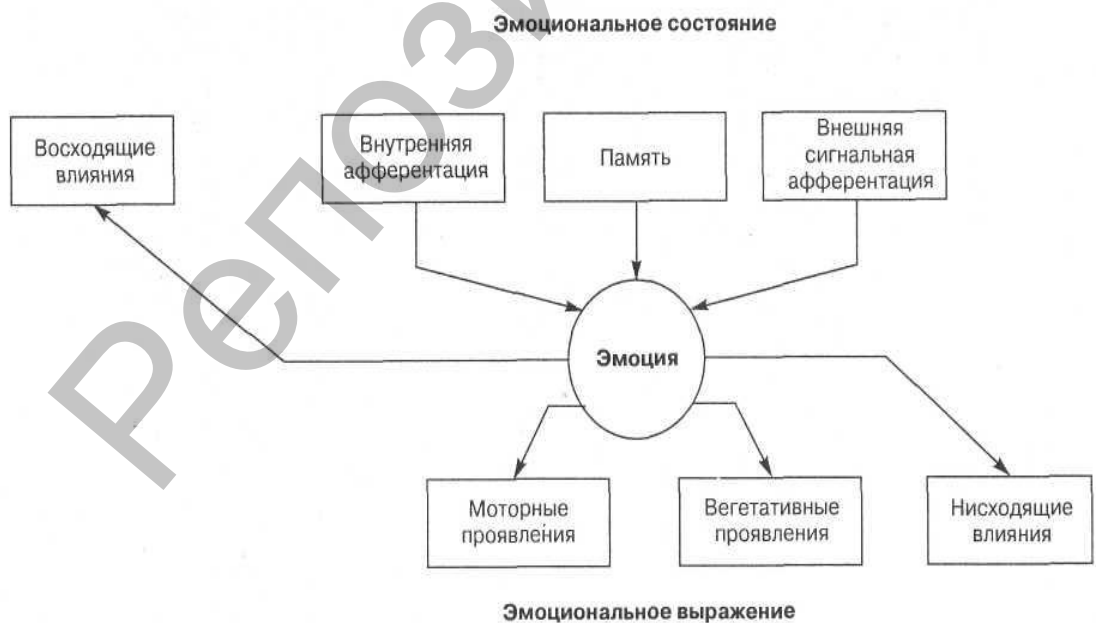 Эмоциональное состояние
Восходящие
влияния
Внутренняя
афферентация
Память
Внешняя
сигнальная
афферентация
Эмоция
Моторные
проявления
Вегетативные
проявления
Нисходящие
влияния
Эмоциональное выражение